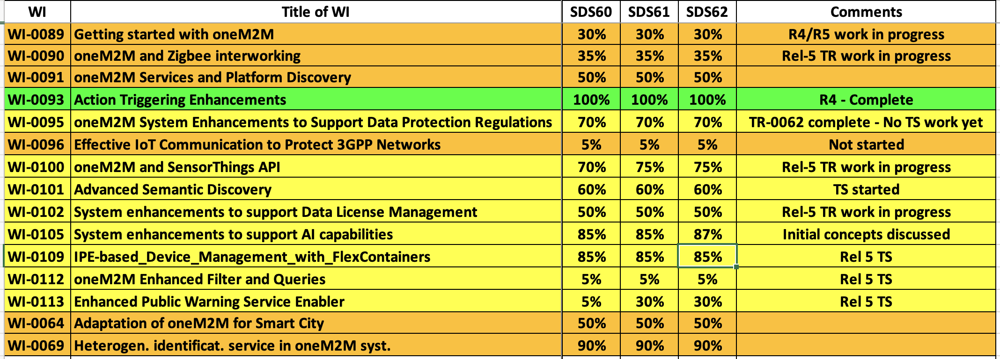 WI Title of WI SDS60 SDS61 SDS62 Comments
WI-0089 Getting started with oneM2M 30% 30% 30% R4/R5 work in progress
WI-0090 oneM2M and Zigbee interworking 35% 35% 35% Rel-5 TR work in progress
WI-0091 oneM2M Services and Platform Discovery 50% 50% 50%
WI-0093 Action Triggering Enhancements 100% 100% 100% R4 - Complete
WI-0095 oneM2M System Enhancements to Support Data Protection Regulations 70% 70% 70% TR-0062 complete - No TS work yet
WI-0096 Effective IoT Communication to Protect 3GPP Networks 5% 5% 5% Not started
WI-0100 oneM2M and SensorThings API 70% 75% 75% Rel-5 TR work in progress
WI-0101 Advanced Semantic Discovery 60% 60% 60% TS started
WI-0102 System enhancements to support Data License Management 50% 50% 50% Rel-5 TR work in progress
WI-0105 System enhancements to support AI capabilities 85% 85% 87% Initial concepts discussed
WI-0109 IPE-based_Device_Management_with_FlexContainers 85% 85% 85% Rel 5 TS
WI-0112 oneM2M Enhanced Filter and Queries 5% 5% 5% Rel 5 TS
WI-0113 Enhanced Public Warning Service Enabler 5% 30% 30% Rel 5 TS
WI-0064 Adaptation of oneM2M for Smart City 50% 50% 50%
WI-0069 Heterogen. identificat. service in oneM2M syst. 90% 90% 90%